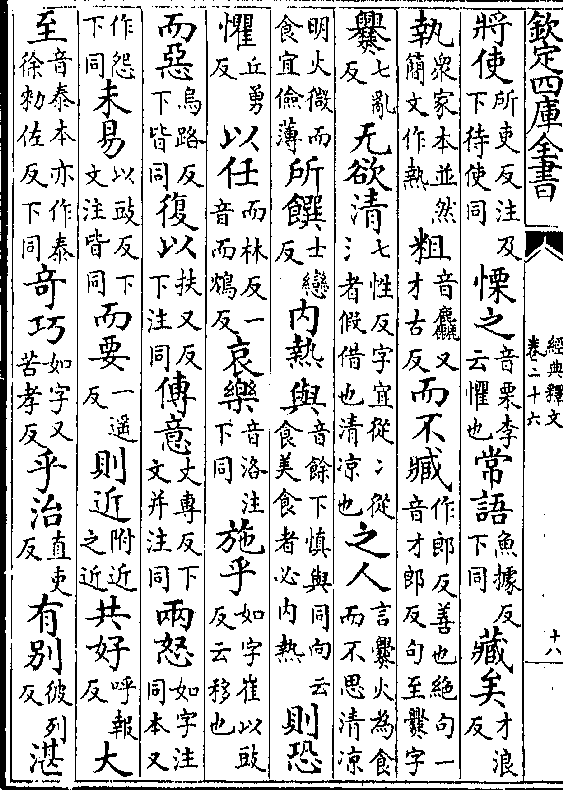 欽定四庫全書
經典釋文
卷二十六
十八
將使所吏反注及下待使同慄之音栗李云懼也常語魚據反下同藏矣才浪反
執衆家本並然簡文作熱粗音麤又才古反而不臧作郎反善也絕句一音才郎反句至爨字
爨七亂反无欲清七性反字宜從冫從氵者假借也清涼也之人言爨火為食而不思清涼
明火微而食宜儉薄所饌士戀反內熱與音餘下慎與同向云食美食者必內熱則恐
懼丘勇反以任而林反一音而鴆反哀樂音洛注下同施乎如字崔以豉反云移也
而惡烏路反下皆同復以扶又反下注同傳意丈專反下文并注同兩怒如字注同本又
作怨下同未易以豉反下文注皆同而要一遥反則近附近之近共好呼報反大
至音泰本亦作泰徐勑佐反下同奇巧如字又苦孝反乎治直吏反有別彼列反湛